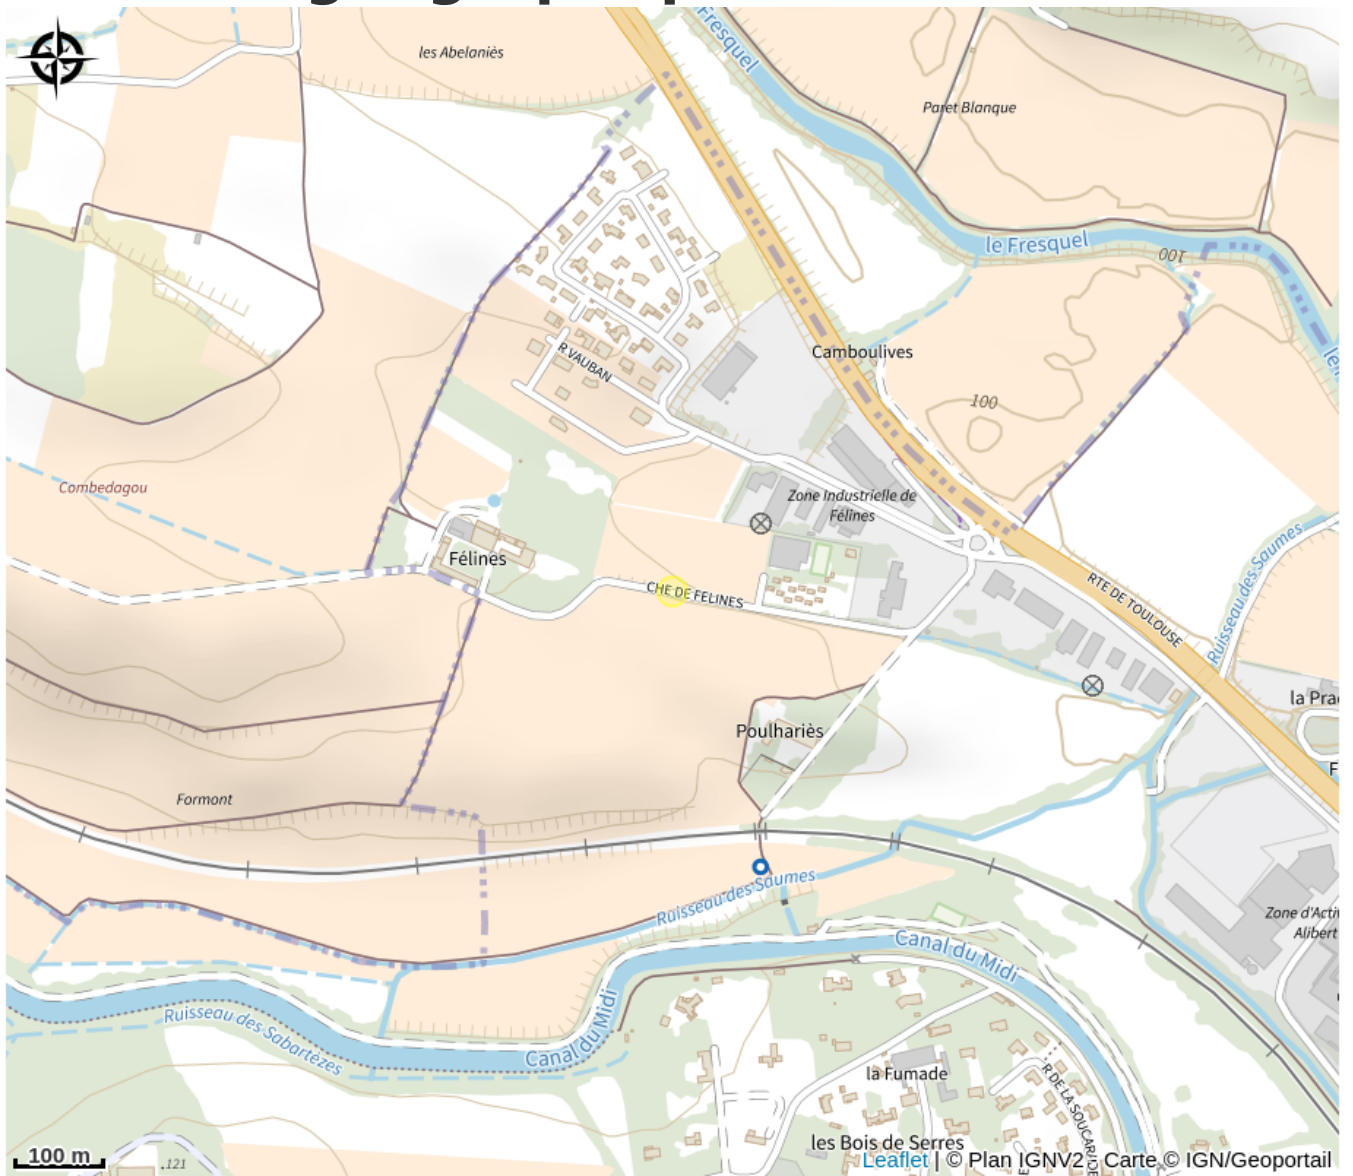 les Abelaniès
Fresquel
Paret Blanque
le Fresquel
100
Camboulives
R VAUBAN
100
Combedagou
Zone Industrielle de
Félines
Félines
CHE DE FELINES
RTE DE TOULOUSE
Ruisseau des Saumes
la Pra
Poulhariès
F
Formont
Ruisseau des Saumes
Zone d'Acti
Alibert
Canal du Midi
Ruisseau des Sabartèzes
Canal du Midi
la Fumade
R DE LA SOUCARI
les Bois de Serres
100 m
.121
Leaflet | © Plan IGNV2 - Carte © IGN/Geoportail